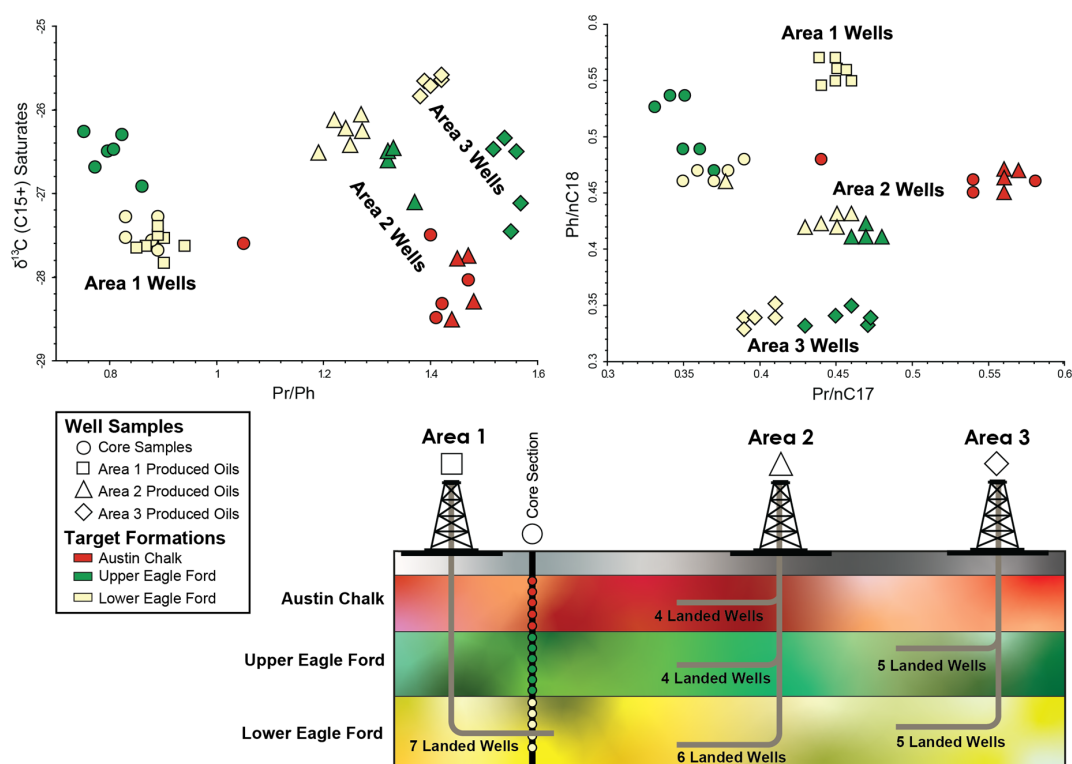 -25
-26
-27
-28
-29
δ13C (C15+) Saturates
Area 1 Wells
Area 2 Wells
Area 3 Wells
0.8
1
1.2
1.4
1.6
Pr/Ph
0.6
0.55
0.5
0.45
0.4
0.35
0.3
Ph/nC18
Area 1 Wells
Area 2 Wells
Area 3 Wells
0.3
0.35
0.4
0.45
0.5
0.55
0.6
Pr/nC17
Well Samples
Core Samples
Area 1 Produced Oils
Area 2 Produced Oils
Area 3 Produced Oils
Target Formations
Austin Chalk
Upper Eagle Ford
Lower Eagle Ford
Area 1
Core Section
Area 2
Area 3
Austin Chalk
4 Landed Wells
Upper Eagle Ford
4 Landed Wells
5 Landed Wells
Lower Eagle Ford
7 Landed Wells
6 Landed Wells
5 Landed Wells